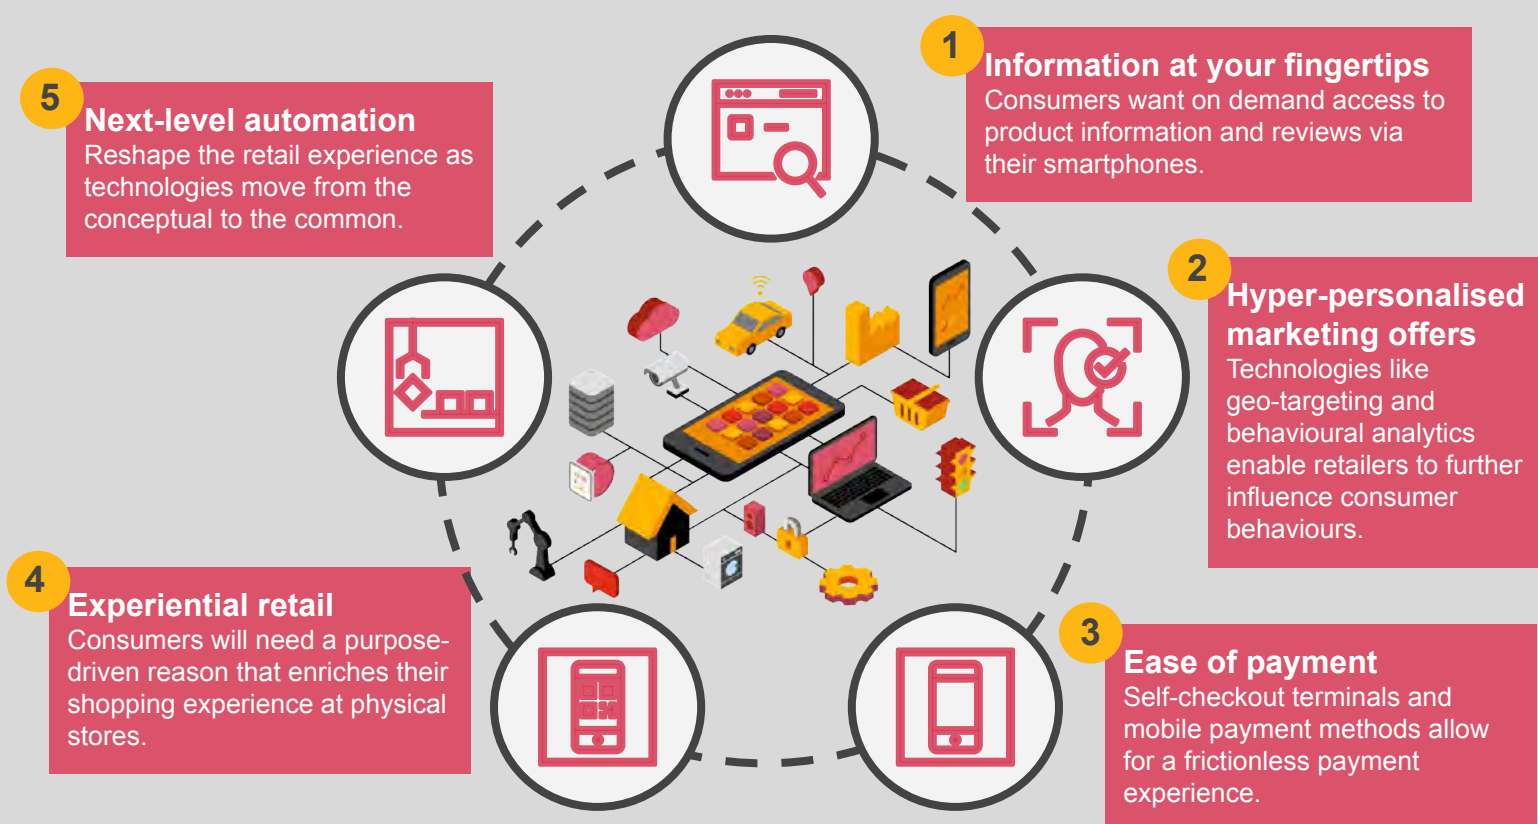 1
Information at your fingertips
Consumers want on demand access to
product information and reviews via
their smartphones.
2
Hyper-personalised
marketing offers
Technologies like
geo-targeting and
behavioural analytics
enable retailers to further
influence consumer
behaviours.
3
Ease of payment
Self-checkout terminals and
mobile payment methods allow
for a frictionless payment
experience.
4
Experiential retail
Consumers will need a purpose-
driven reason that enriches their
shopping experience at physical
stores.
5
Next-level automation
Reshape the retail experience as
technologies move from the
conceptual to the common.